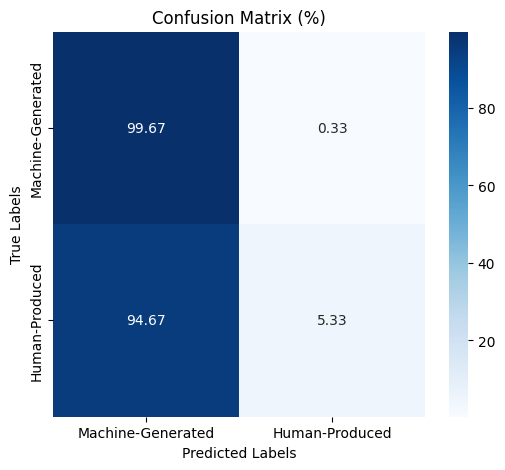 Confusion Matrix (%)
True Labels
Machine-Generated
99.67
0.33
Human-Produced
94.67
5.33
Machine-Generated
Human-Produced
Predicted Labels
80
60
40
20